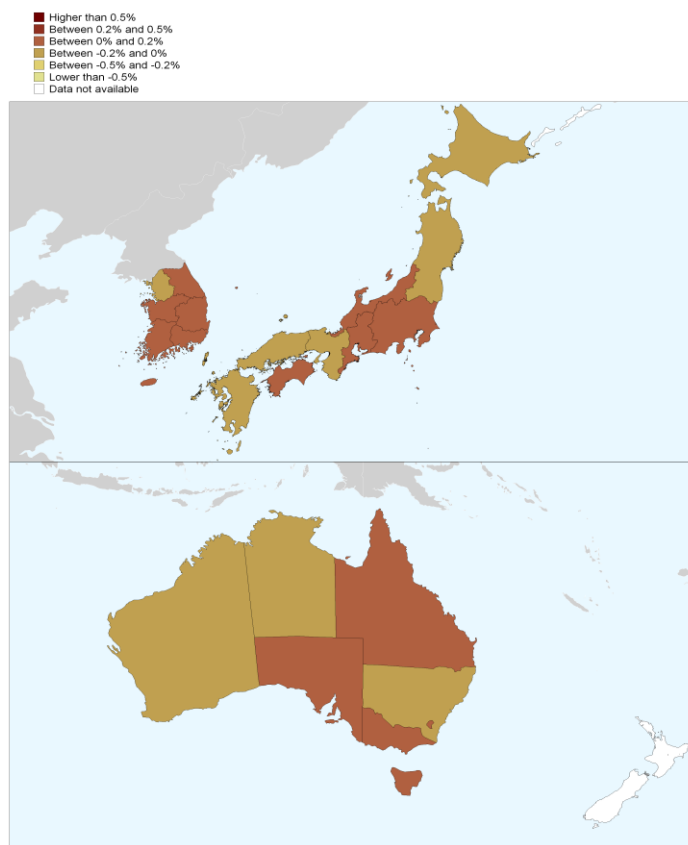 Higher than 0.5%
Between 0.2% and 0.5%
Between 0% and 0.2%
Between -0.2% and 0%
Between -0.5% and -0.2%
Lower than -0.5%
Data not available